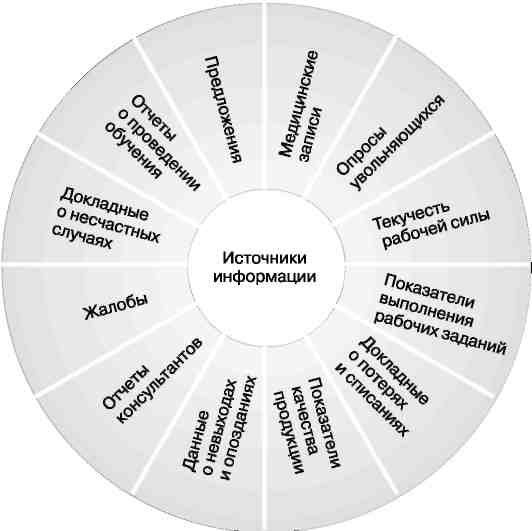 Источники
информации
Медицинские
записи
Опросы
увольняющихся
Текучесть
рабочей силы
Показатели
выполнения
рабочих заданий
Докладные
о потерях
и списаниях
Показатели
качества
продукции
Данные
о невыходах
и опозданиях
Отчеты
консультантов
Жалобы
Докладные
о несчастных
случаях
Отчеты
о проведении
обучения
Предложения